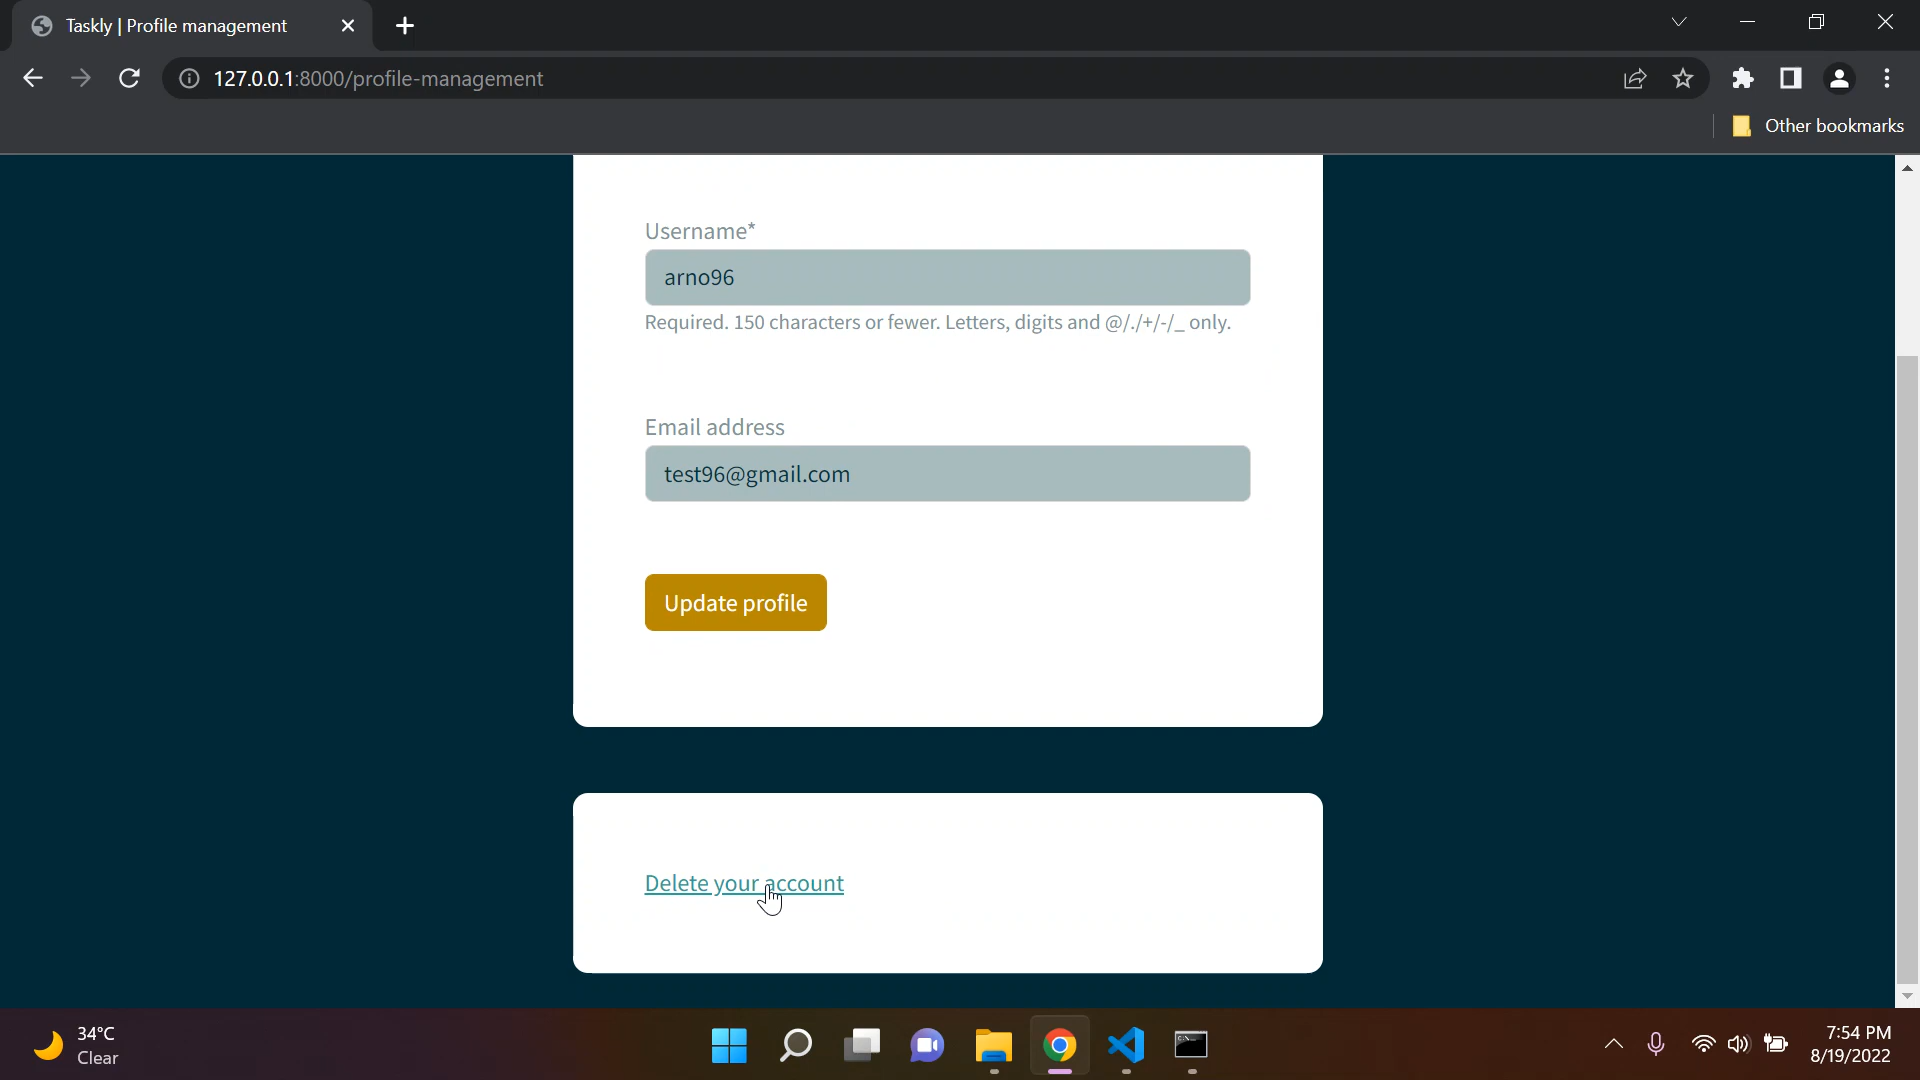 Taskly | Profile management
127.0.0.1:8000/profile-management
Other bookmarks
Username*
arno96
Required. 150 characters or fewer. Letters, digits and @/./+/-/_ only.
Email address
test96@gmail.com
Update profile
Delete your account
34°C
Clear
7:54 PM
8/19/2022